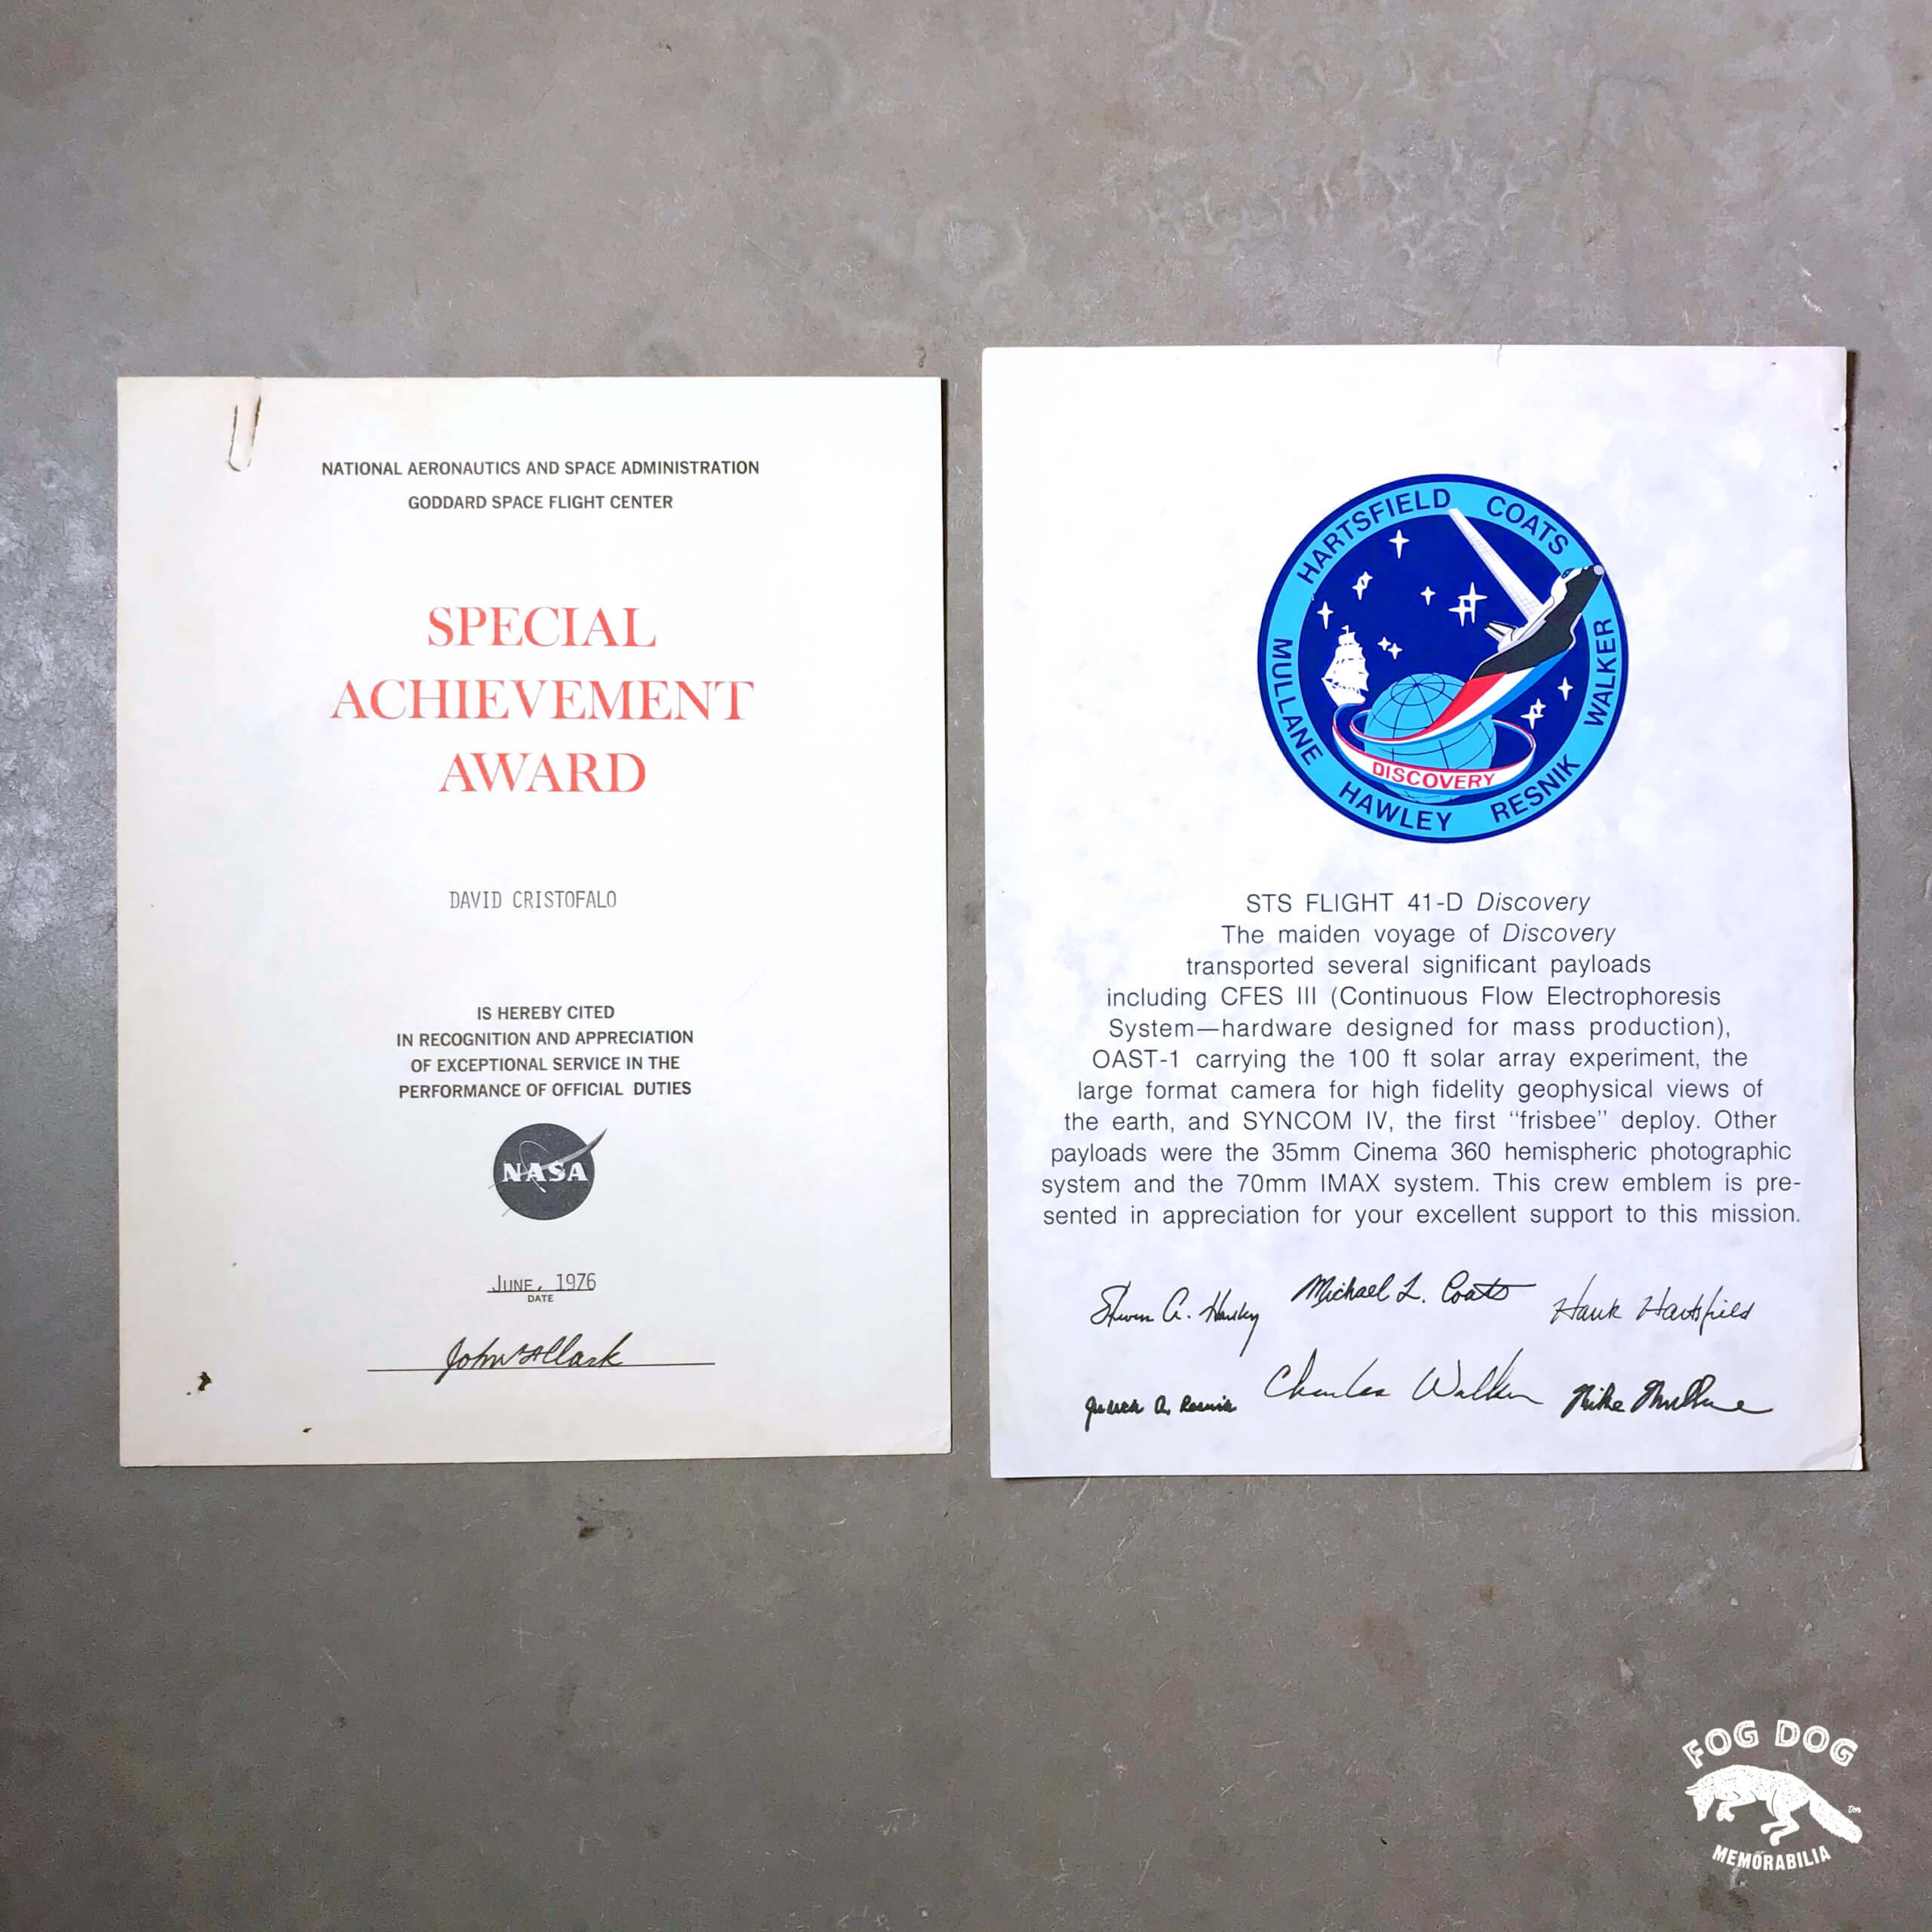 NATIONAL AERONAUTICS AND SPACE ADMINISTRATION
GODDARD SPACE FLIGHT CENTER
SPECIAL
ACHIEVEMENT
AWARD
DAVID CRISTOFALO
IS HEREBY CITED
IN RECOGNITION AND APPRECIATION
OF EXCEPTIONAL SERVICE IN THE
PERFORMANCE OF OFFICIAL DUTIES
NASA
JUNE, 1976
DATE
John F Clark
HARTSFIELD COATS
WALKER
RESNIK
HAWLEY
MULLANE
DISCOVERY
STS FLIGHT 41-D Discovery
The maiden voyage of Discovery
transported several significant payloads
including CFES III (Continuous Flow Electrophoresis
System—hardware designed for mass production),
OAST-1 carrying the 100 ft solar array experiment, the
large format camera for high fidelity geophysical views of
the earth, and SYNCOM IV, the first “frisbee” deploy. Other
payloads were the 35mm Cinema 360 hemispheric photographic
system and the 70mm IMAX system. This crew emblem is pre-
sented in appreciation for your excellent support to this mission.
Steven A. Hawley Michael L. Coats Hank Hartsfield
Judith A. Resnik Charles Walker Mike Mullane
FOG DOG
TM
MEMORABILIA